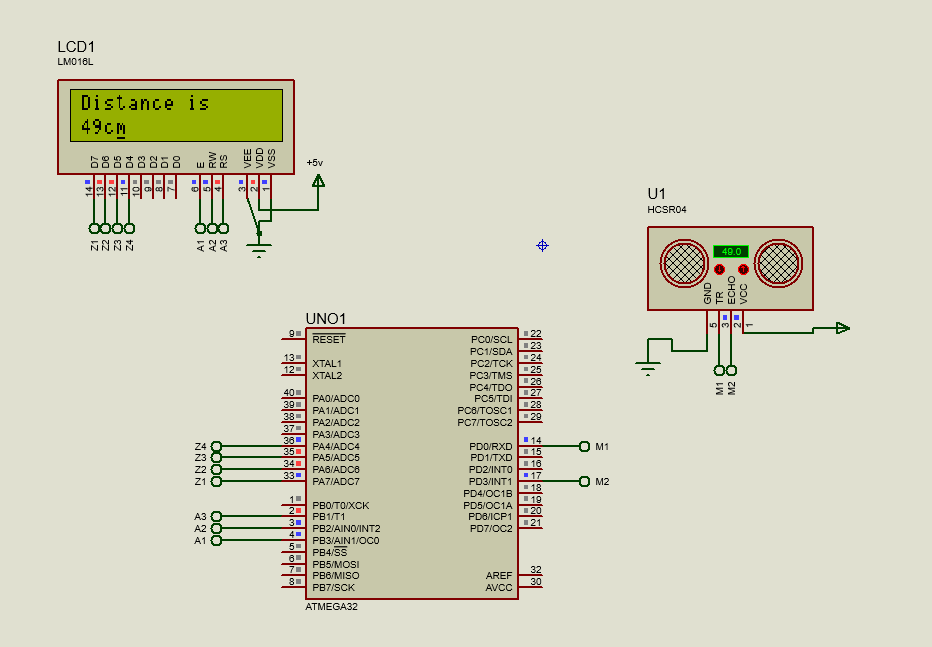 LCD1
LM016L
Distance is
49cm
D7 D6 D5 D4 D3 D2 D1 D0 E RW RS VEE VDD VSS
14 13 12 11 10 9 8 7 6 5 4 3 2 1
+5v
Z1 Z2 Z3 Z4 A1 A2 A3
U1
HCSR04
49.0
GND TR ECHO VCC
5 3 2 1
M1 M2
UNO1
9 RESET PC0/SCL 22
PC1/SDA 23
13 XTAL1 PC2/TCK 24
12 XTAL2 PC3/TMS 25
PC4/TDO 26
40 PA0/ADC0 PC5/TDI 27
39 PA1/ADC1 PC6/TOSC1 28
38 PA2/ADC2 PC7/TOSC2 29
37 PA3/ADC3
Z4 36 PA4/ADC4 PD0/RXD 14 M1
Z3 35 PA5/ADC5 PD1/TXD 15
Z2 34 PA6/ADC6 PD2/INT0 16
Z1 33 PA7/ADC7 PD3/INT1 17 M2
PD4/OC1B 18
1 PB0/T0/XCK PD5/OC1A 19
A3 2 PB1/T1 PD6/ICP1 20
A2 3 PB2/AIN0/INT2 PD7/OC2 21
A1 4 PB3/AIN1/OC0
5 PB4/SS
6 PB5/MOSI
7 PB6/MISO AREF 32
8 PB7/SCK AVCC 30
ATMEGA32